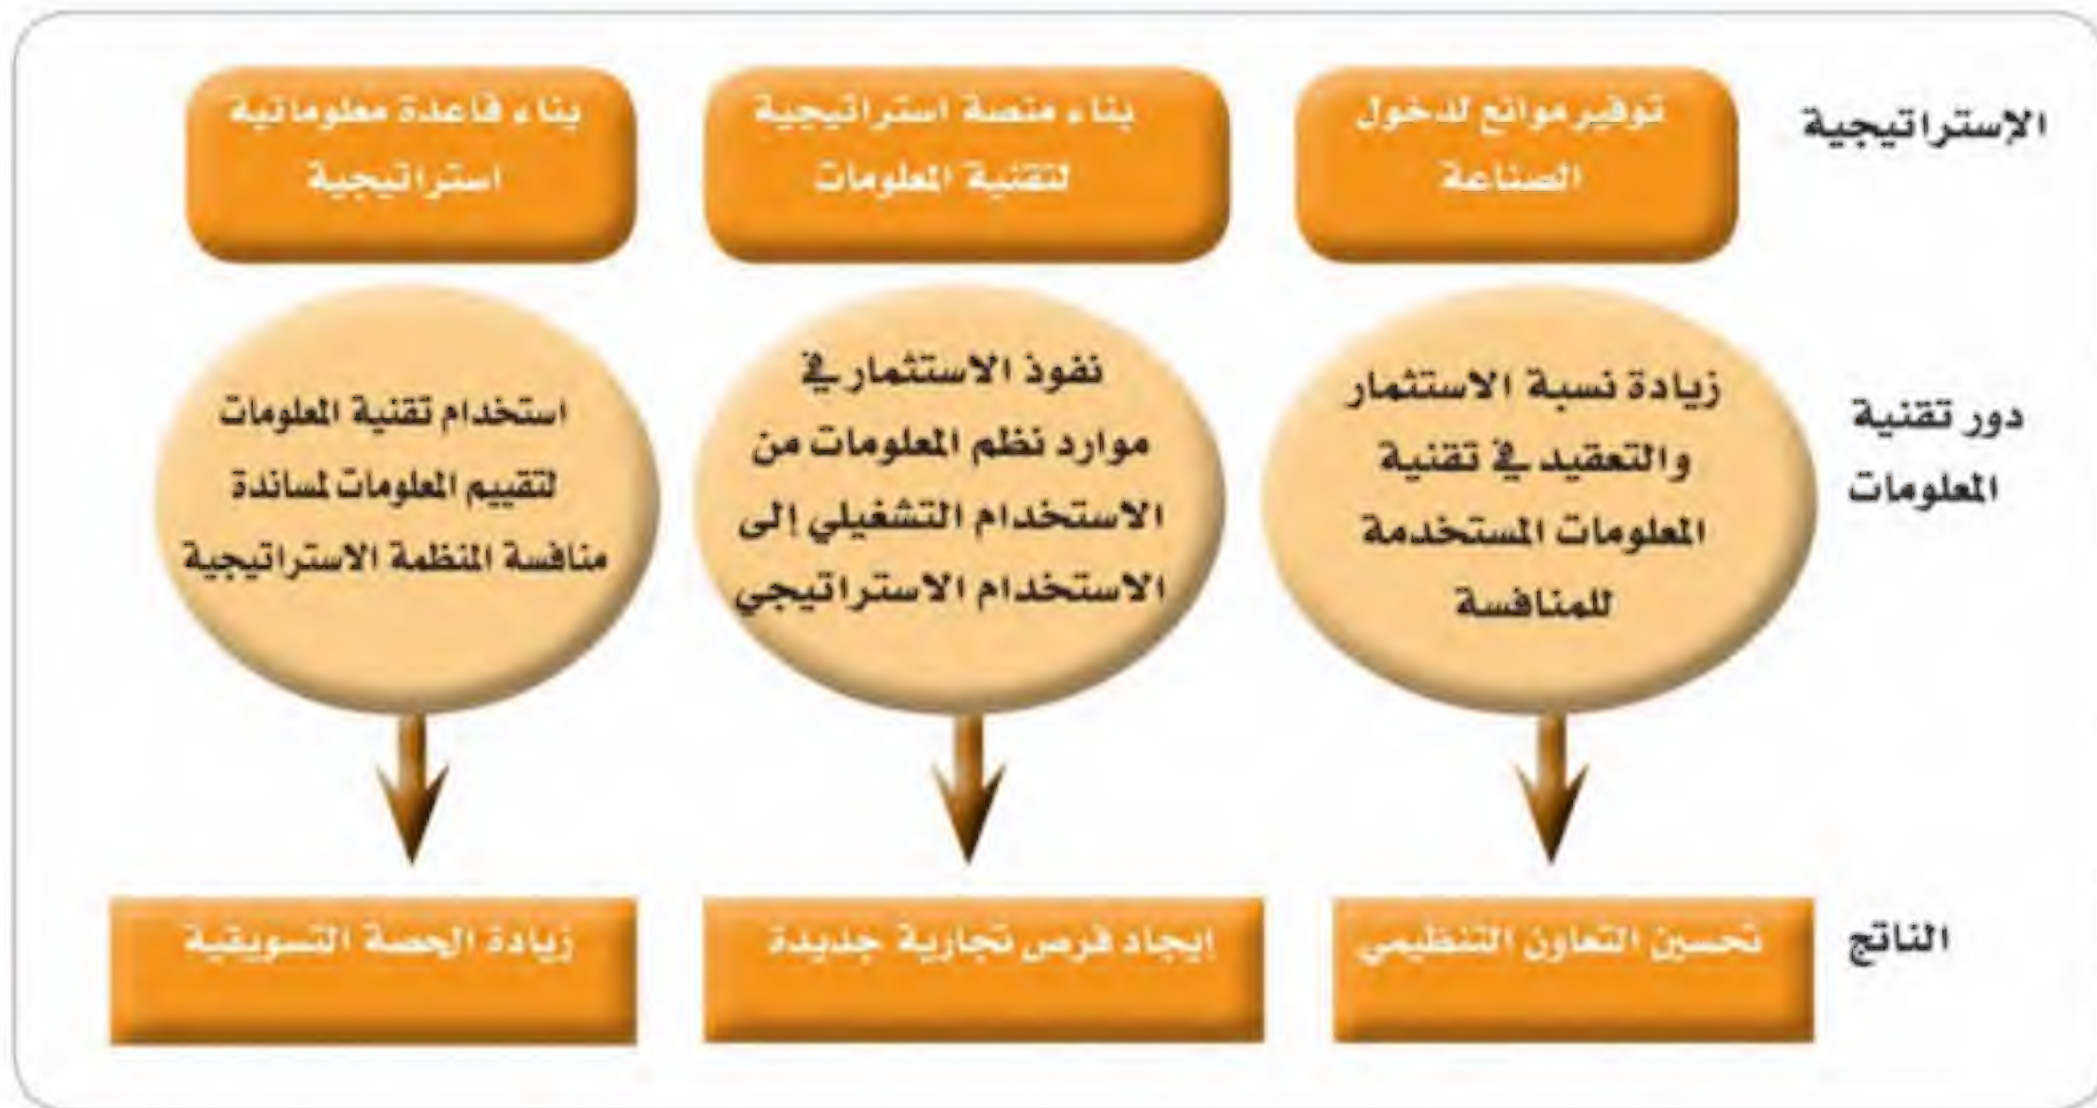 الإستراتيجية
توفير موانع لدخول
الصناعة
بناء منصة استراتيجية
لتقنية المعلومات
بناء قاعدة معلوماتية
استراتيجية
دور تقنية
المعلومات
زيادة نسبة الاستثمار
والتعقيد في تقنية
المعلومات المستخدمة
للمنافسة
نفوذ الاستثمار في
موارد نظم المعلومات من
الاستخدام التشغيلي إلى
الاستخدام الاستراتيجي
استخدام تقنية المعلومات
لتقييم المعلومات لمساندة
منافسة المنظمة الاستراتيجية
الناتج
تحسين التعاون التنظيمي
إيجاد فرص تجارية جديدة
زيادة الحصة التسويقية